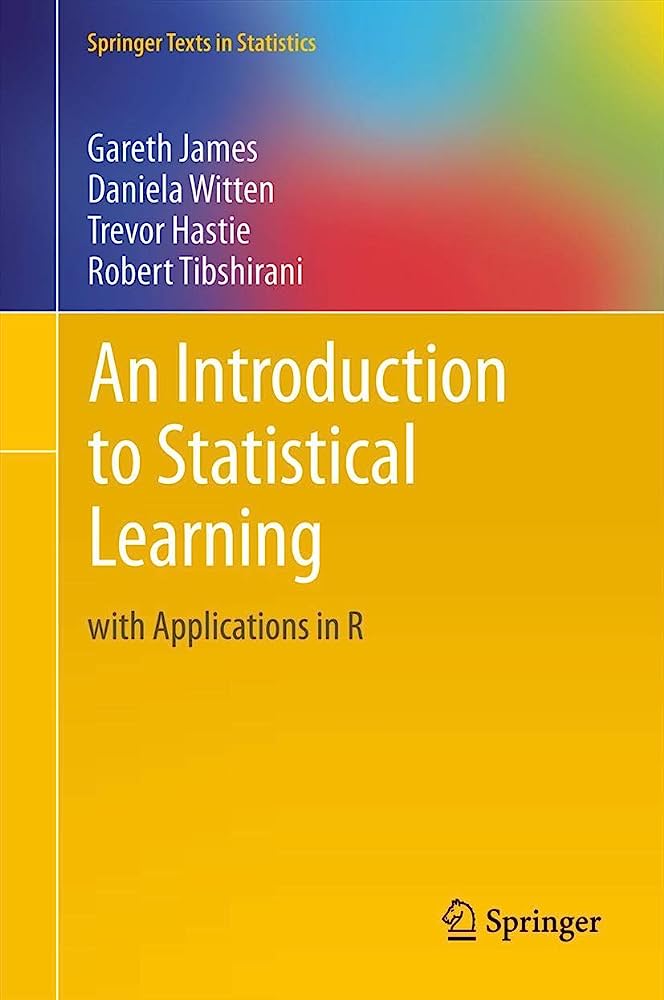 Springer Texts in Statistics
Gareth James
Daniela Witten
Trevor Hastie
Robert Tibshirani
An Introduction
to Statistical
Learning
with Applications in R
Springer